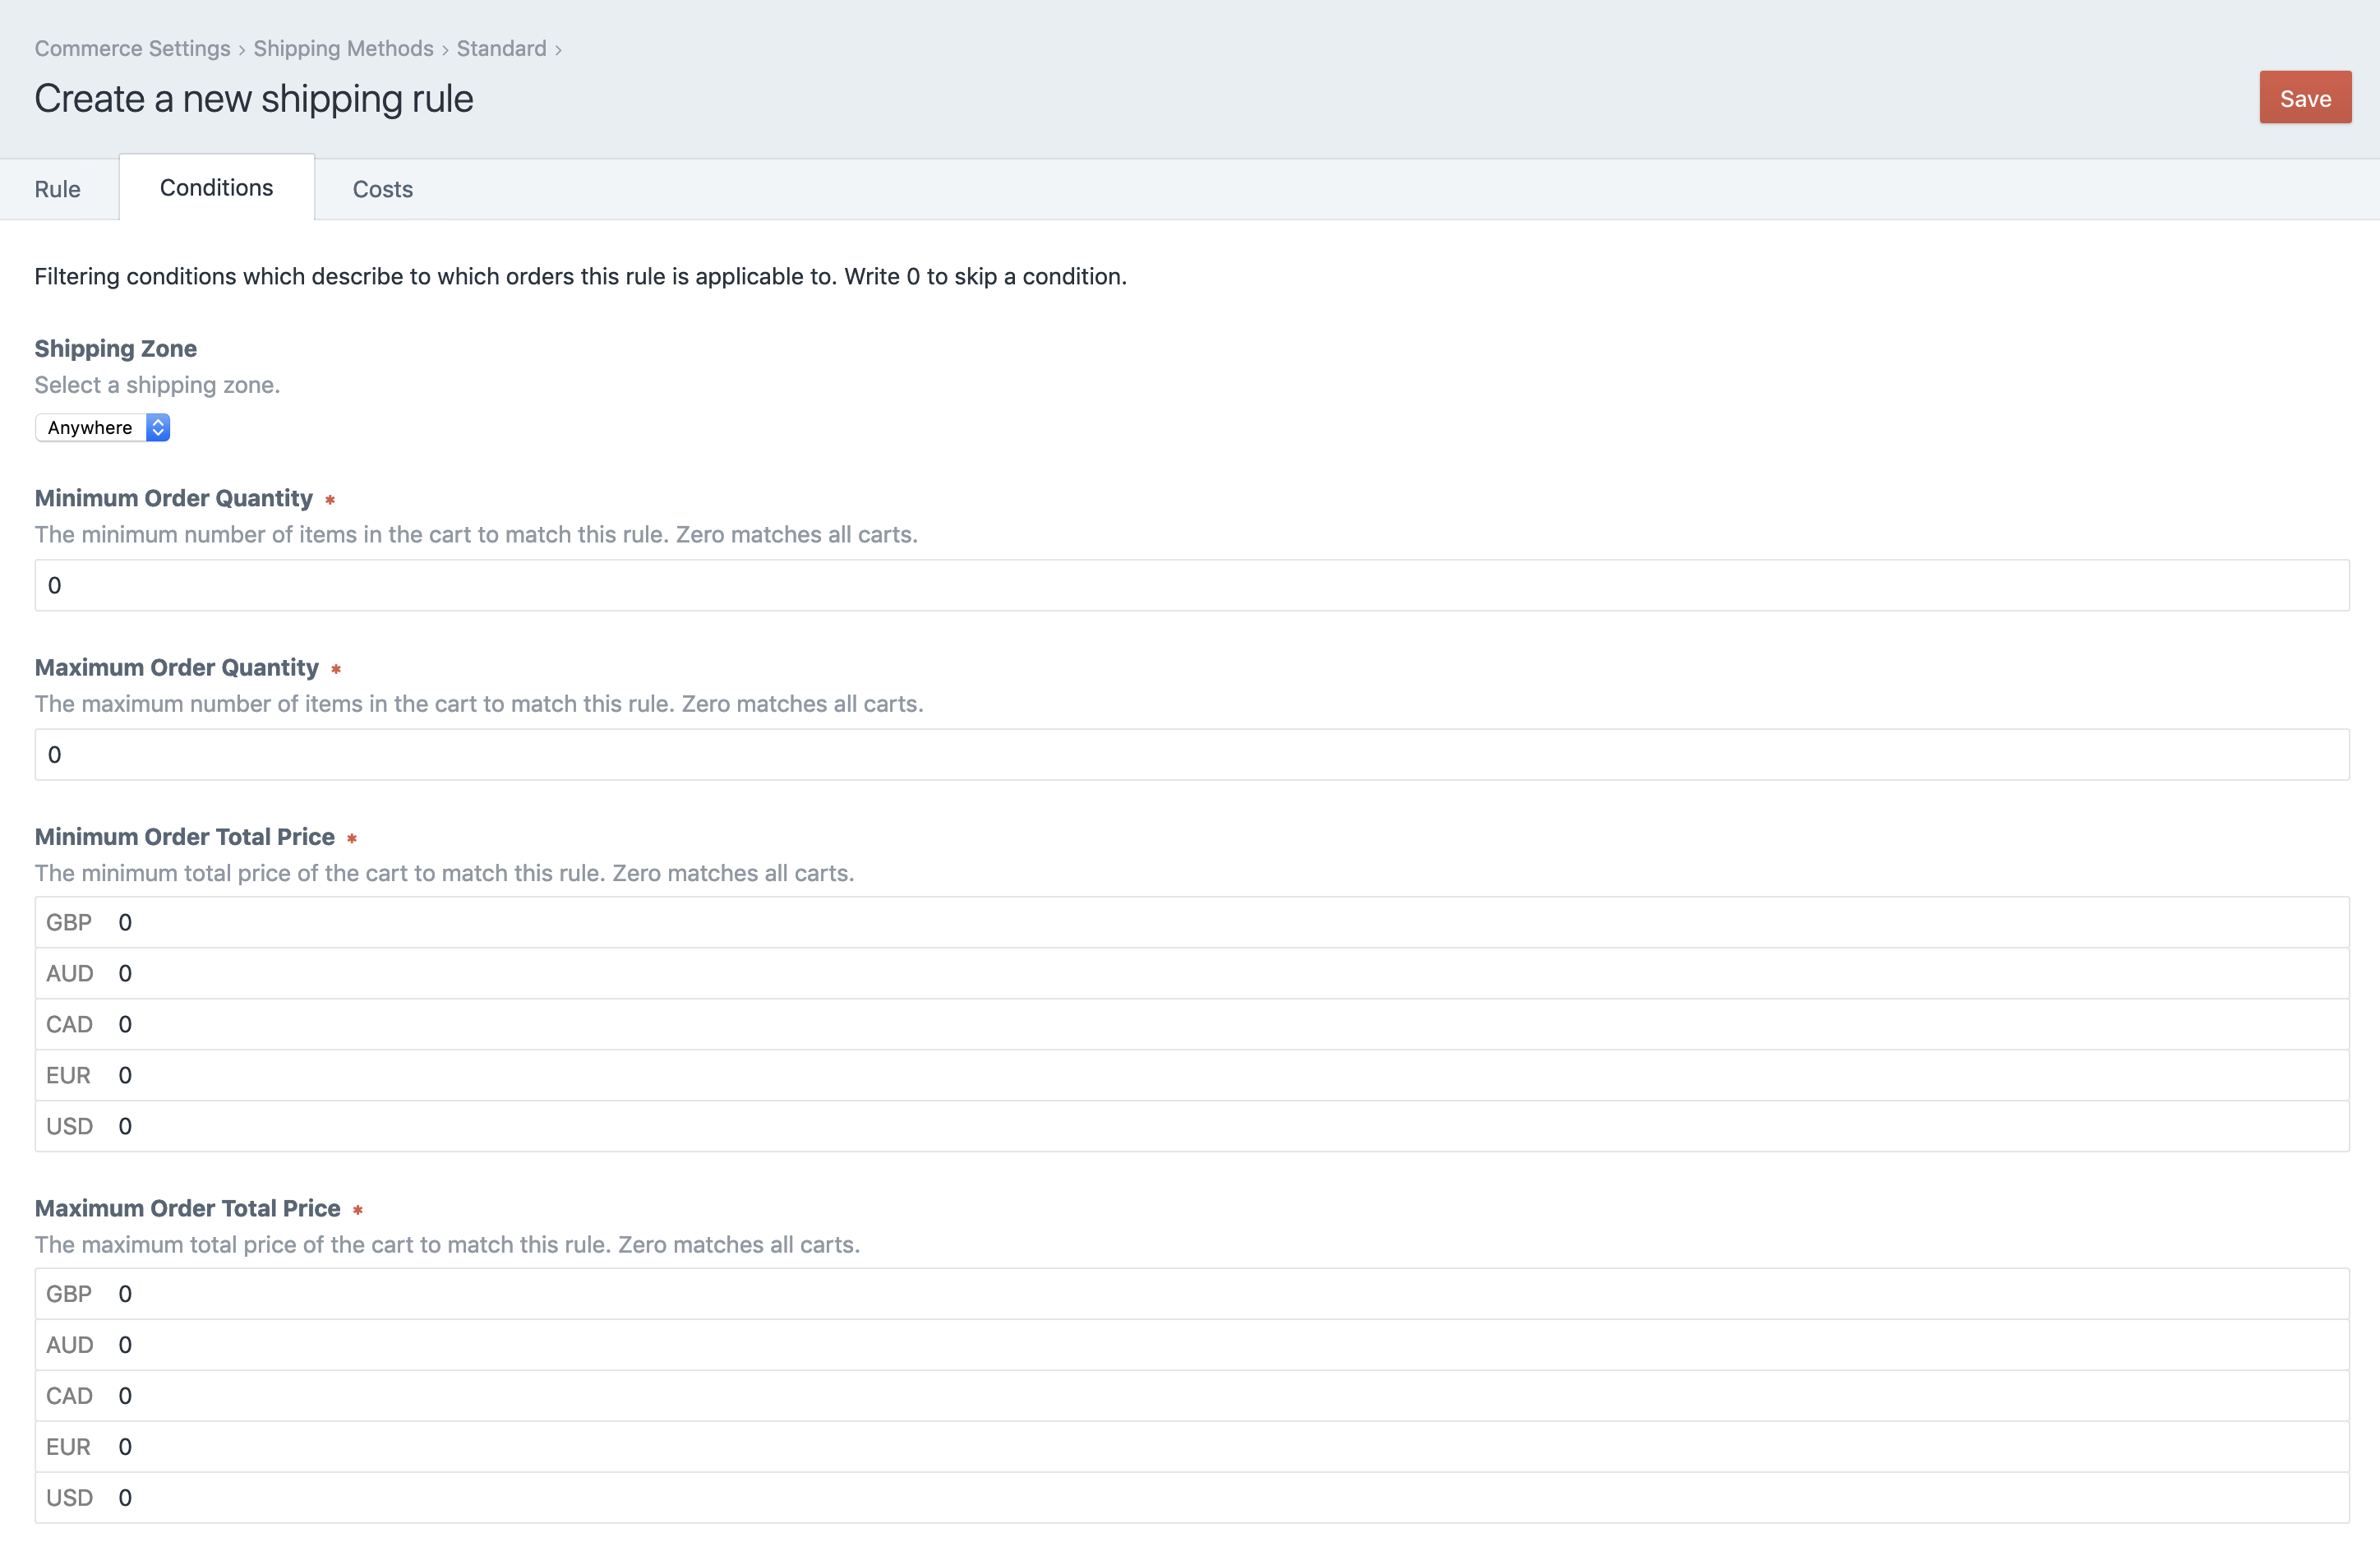 Commerce Settings › Shipping Methods › Standard ›
Create a new shipping rule
Save
Rule
Conditions
Costs
Filtering conditions which describe to which orders this rule is applicable to. Write 0 to skip a condition.
Shipping Zone
Select a shipping zone.
Anywhere
Minimum Order Quantity *
The minimum number of items in the cart to match this rule. Zero matches all carts.
0
Maximum Order Quantity *
The maximum number of items in the cart to match this rule. Zero matches all carts.
0
Minimum Order Total Price *
The minimum total price of the cart to match this rule. Zero matches all carts.
GBP 0
AUD 0
CAD 0
EUR 0
USD 0
Maximum Order Total Price *
The maximum total price of the cart to match this rule. Zero matches all carts.
GBP 0
AUD 0
CAD 0
EUR 0
USD 0